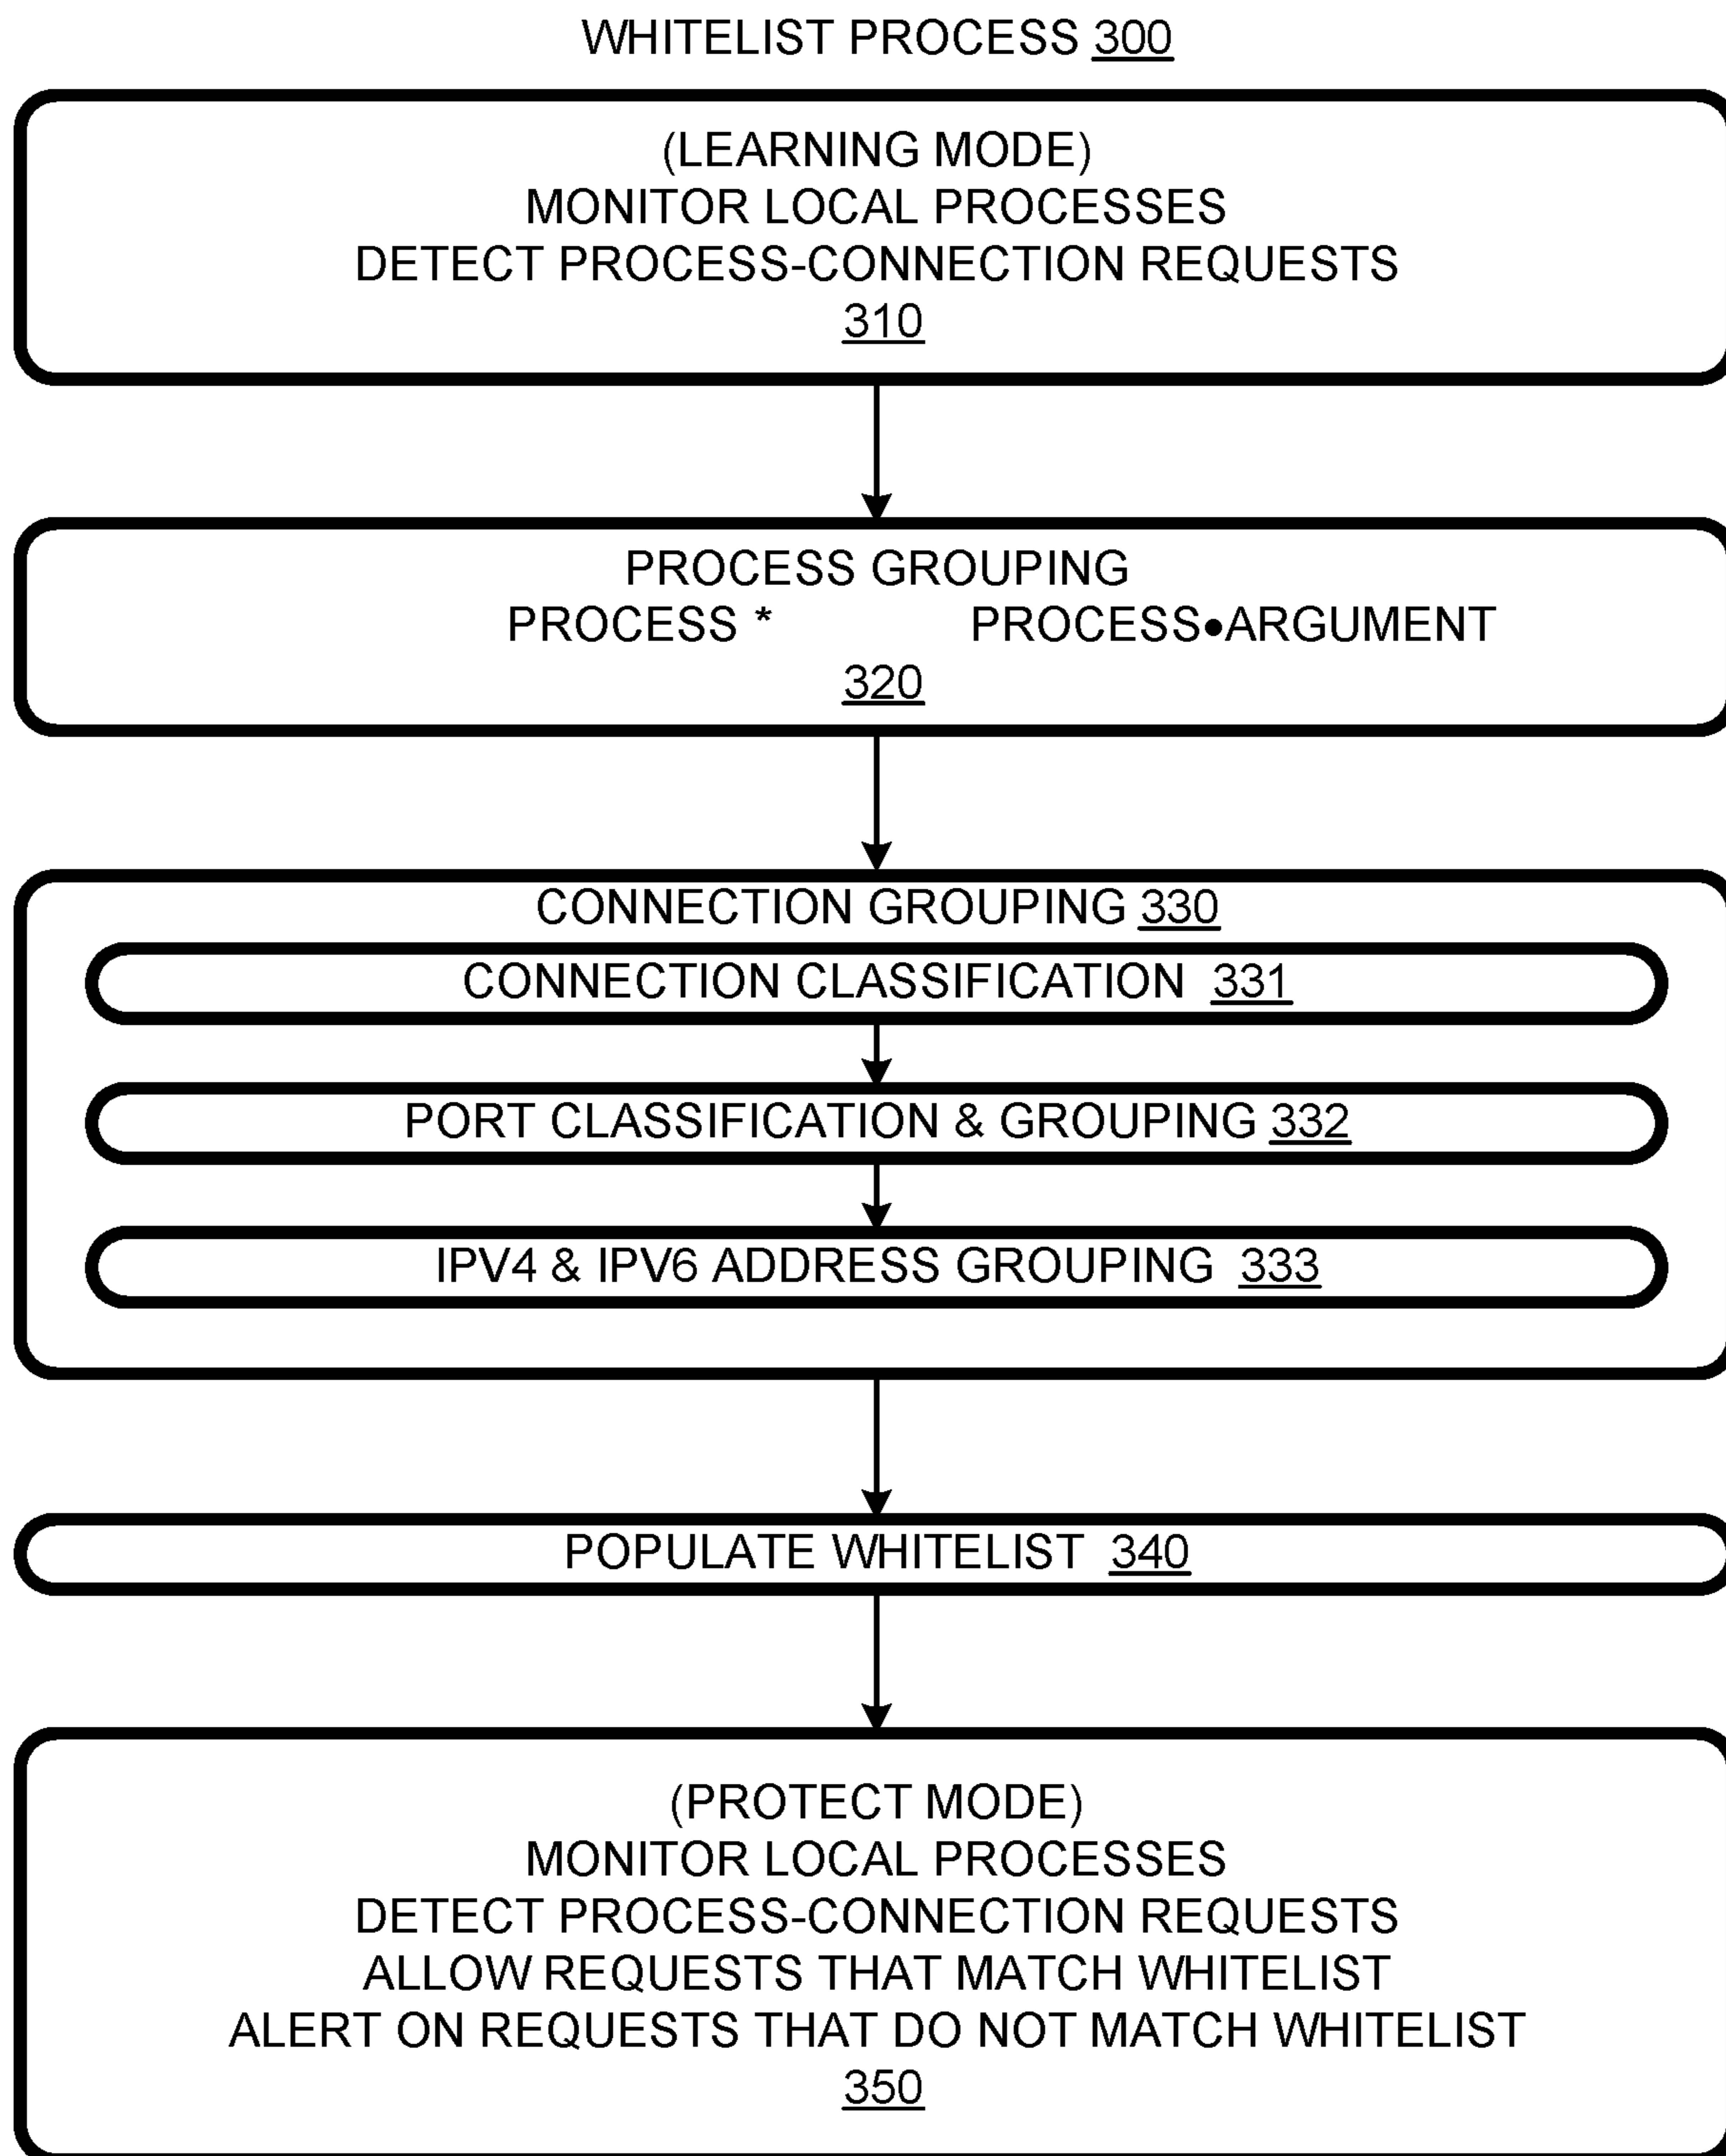 WHITELIST PROCESS 300
(LEARNING MODE)
MONITOR LOCAL PROCESSES
DETECT PROCESS-CONNECTION REQUESTS
310
PROCESS GROUPING
PROCESS * PROCESS•ARGUMENT
320
CONNECTION GROUPING 330
CONNECTION CLASSIFICATION 331
PORT CLASSIFICATION & GROUPING 332
IPV4 & IPV6 ADDRESS GROUPING 333
POPULATE WHITELIST 340
(PROTECT MODE)
MONITOR LOCAL PROCESSES
DETECT PROCESS-CONNECTION REQUESTS
ALLOW REQUESTS THAT MATCH WHITELIST
ALERT ON REQUESTS THAT DO NOT MATCH WHITELIST
350